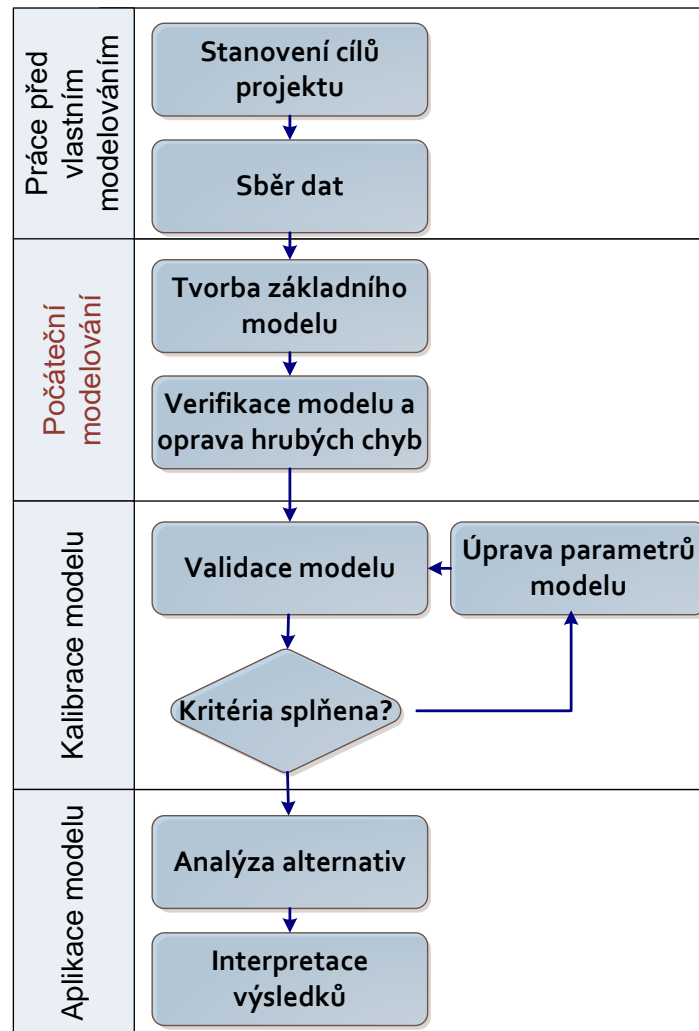 Práce před
vlastním
modelováním
Stanovení cílů
projektu
Sběr dat
Počáteční
modelování
Tvorba základního
modelu
Verifikace modelu a
oprava hrubých chyb
Kalibrace modelu
Validace modelu
Úprava parametrů
modelu
Kritéria splňena?
Aplikace modelu
Analýza alternativ
Interpretace
výsledků